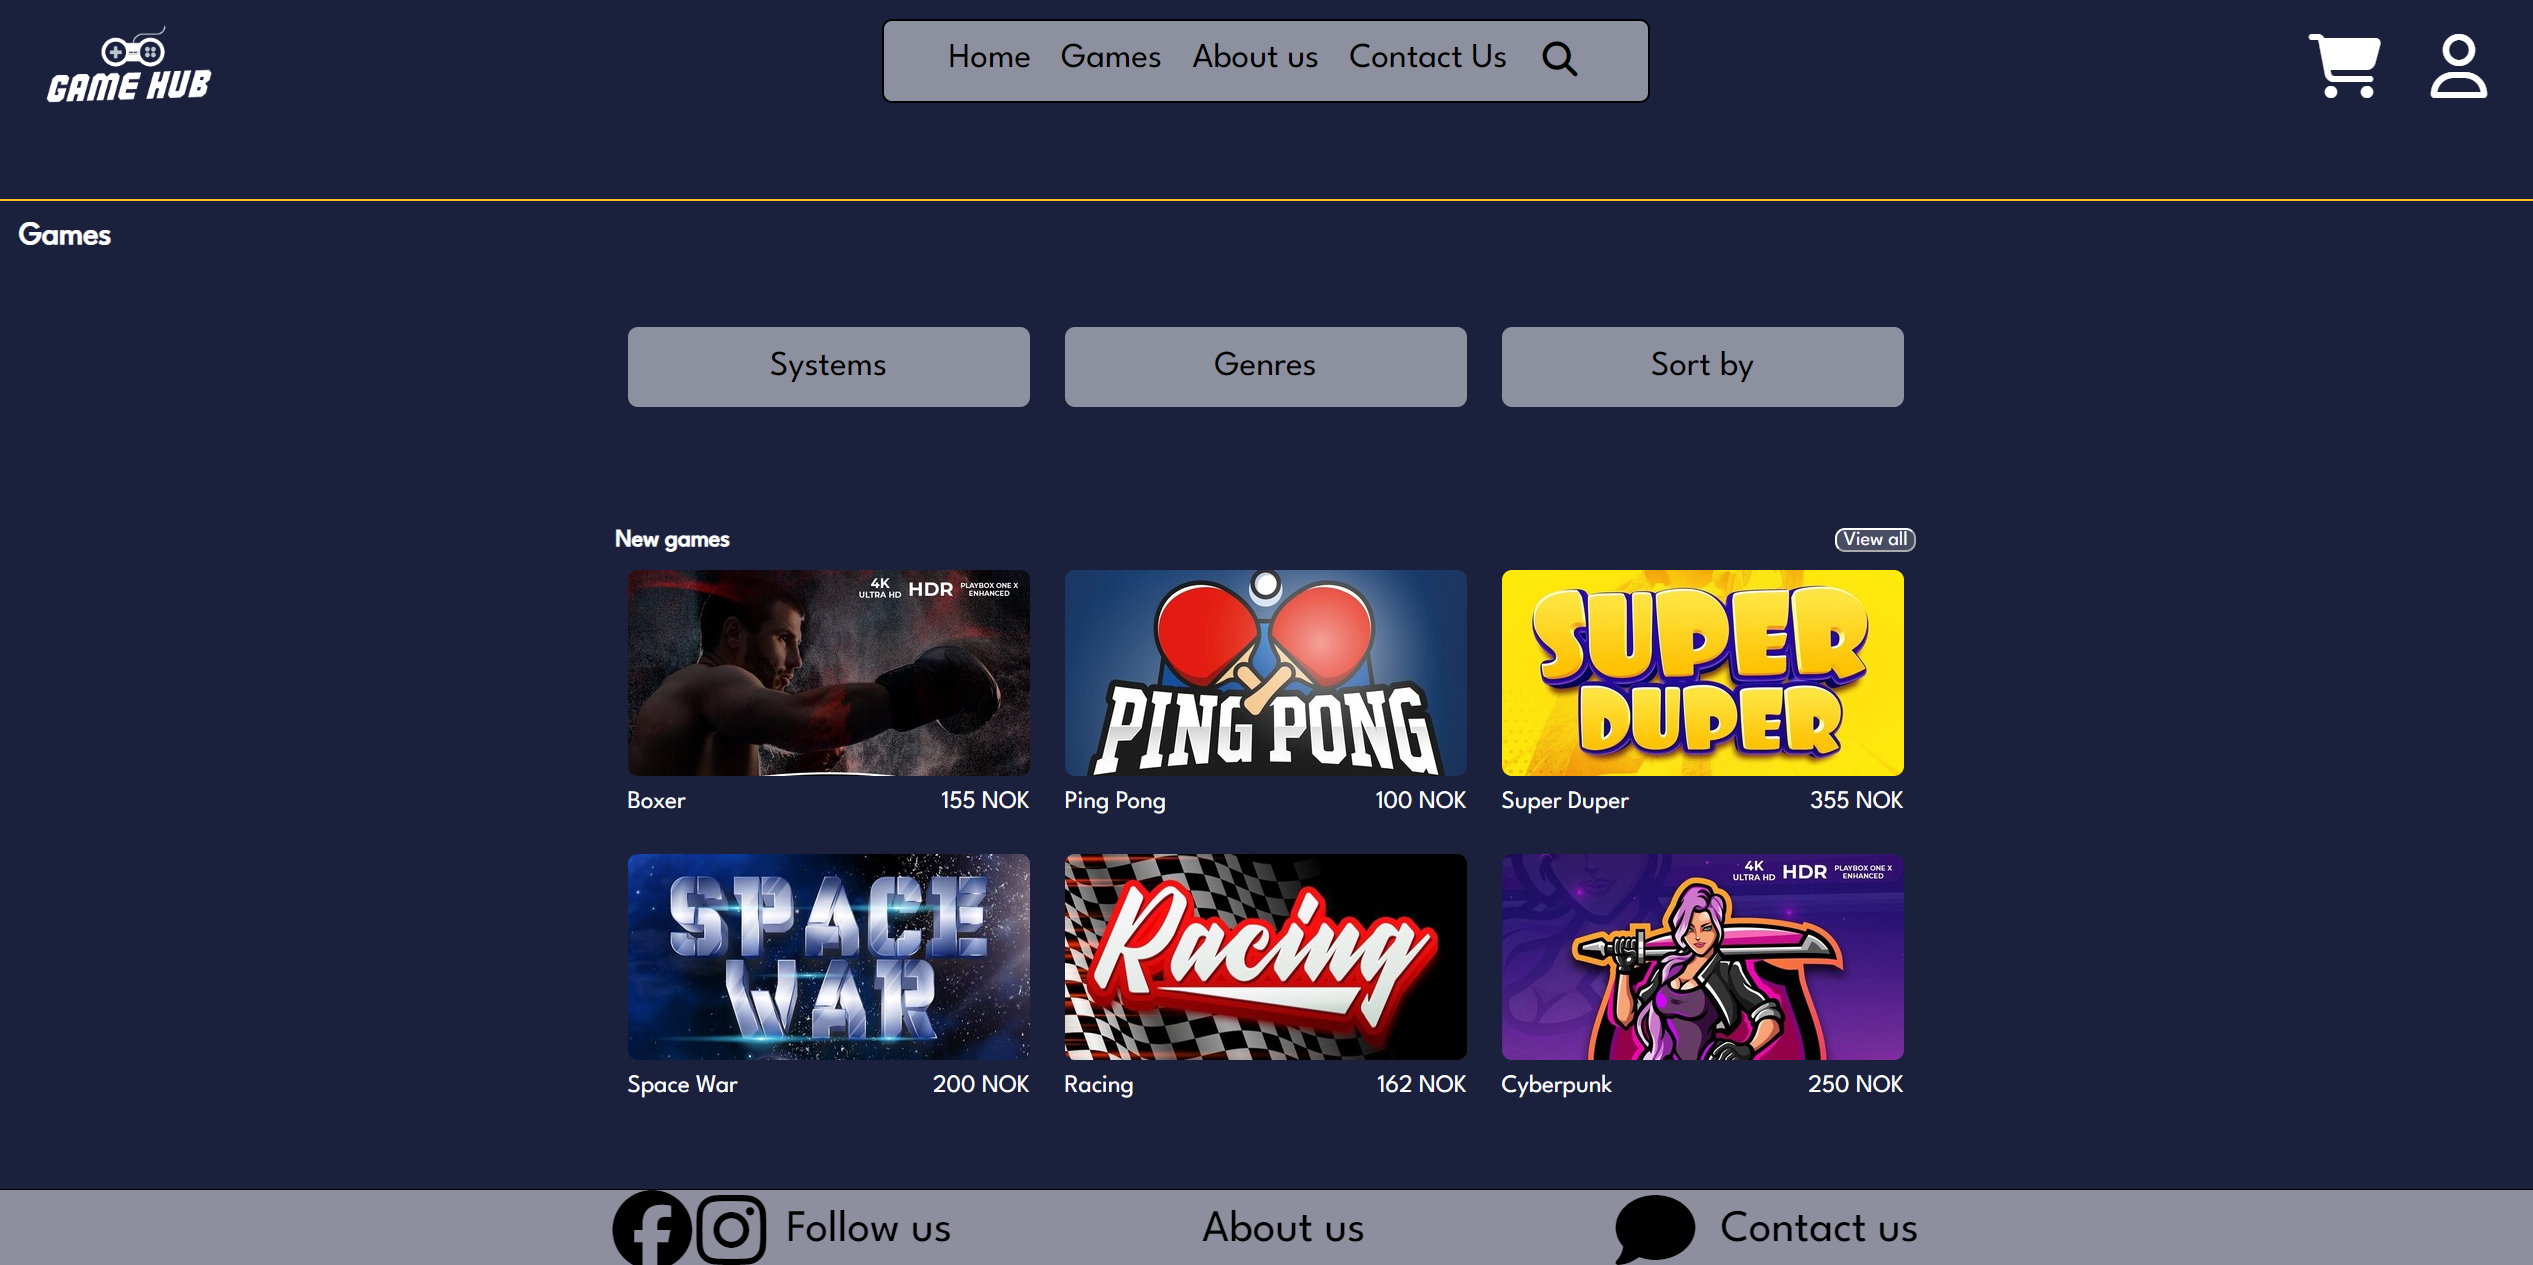 GAME HUB
Home Games About us Contact Us
Games
Systems Genres Sort by
New games View all
4K ULTRA HD HDR PLAYBOX ONE X ENHANCED
PING PONG
SUPER DUPER
Boxer 155 NOK Ping Pong 100 NOK Super Duper 355 NOK
SPACE WAR
Racing
4K ULTRA HD HDR PLAYBOX ONE X ENHANCED
Space War 200 NOK Racing 162 NOK Cyberpunk 250 NOK
Follow us About us Contact us